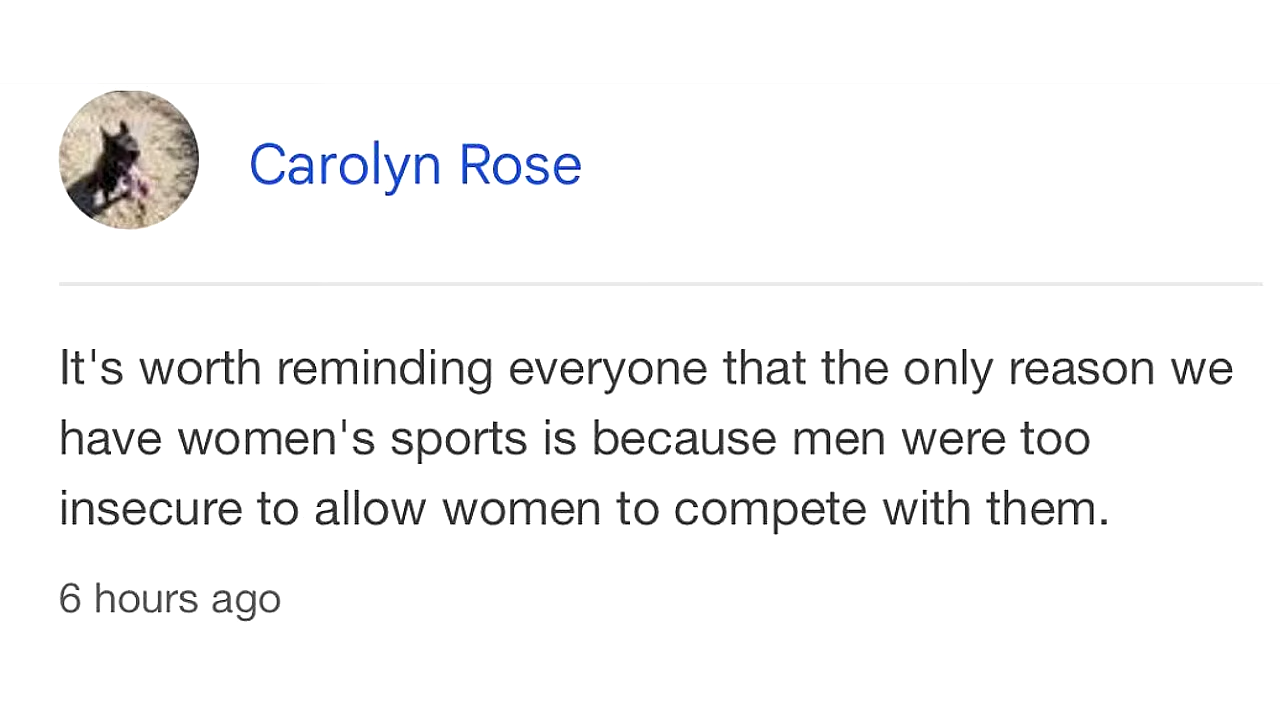 Carolyn Rose
It's worth reminding everyone that the only reason we
have women's sports is because men were too
insecure to allow women to compete with them.
6 hours ago